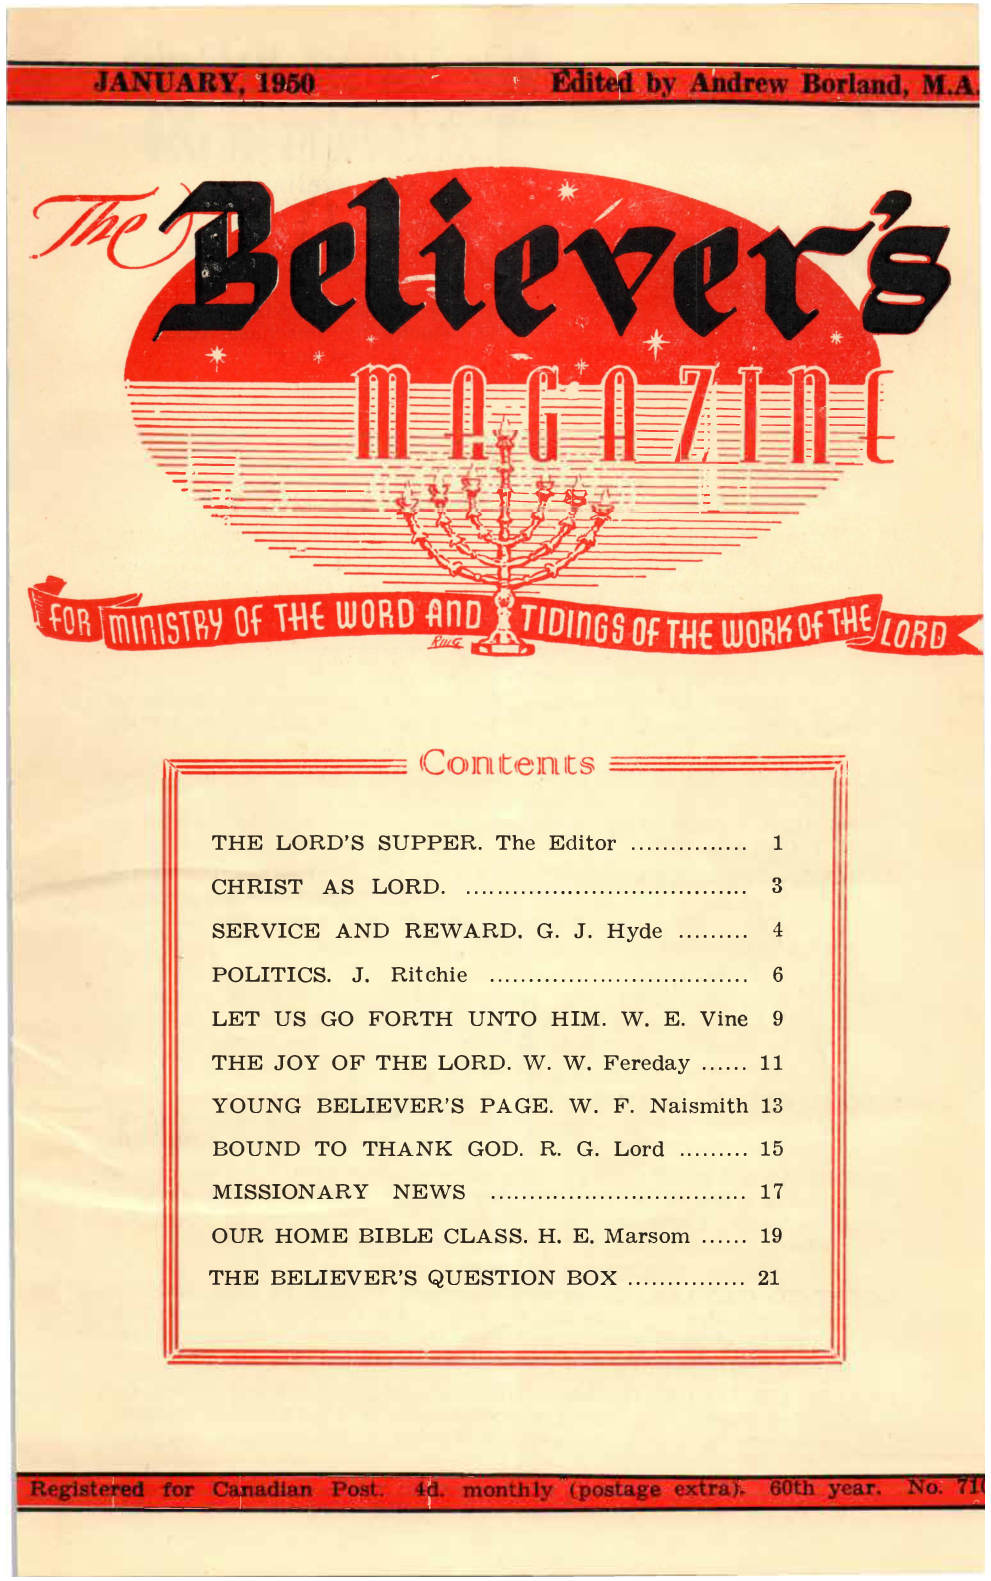 JANUARY, 1950 Edited by Andrew Borland, M.A.
The Believer's
MAGAZINE
FOR MINISTRY OF THE WORD AND TIDINGS OF THE WORK OF THE LORD
Contents
THE LORD'S SUPPER. The Editor ............... 1
CHRIST AS LORD. .................................... 3
SERVICE AND REWARD. G. J. Hyde ......... 4
POLITICS. J. Ritchie ................................. 6
LET US GO FORTH UNTO HIM. W. E. Vine 9
THE JOY OF THE LORD. W. W. Fereday ...... 11
YOUNG BELIEVER'S PAGE. W. F. Naismith 13
BOUND TO THANK GOD. R. G. Lord ......... 15
MISSIONARY NEWS ................................. 17
OUR HOME BIBLE CLASS. H. E. Marsom ...... 19
THE BELIEVER'S QUESTION BOX ............... 21
Registered for Canadian Post. 4d. monthly (postage extra). 60th year. No.